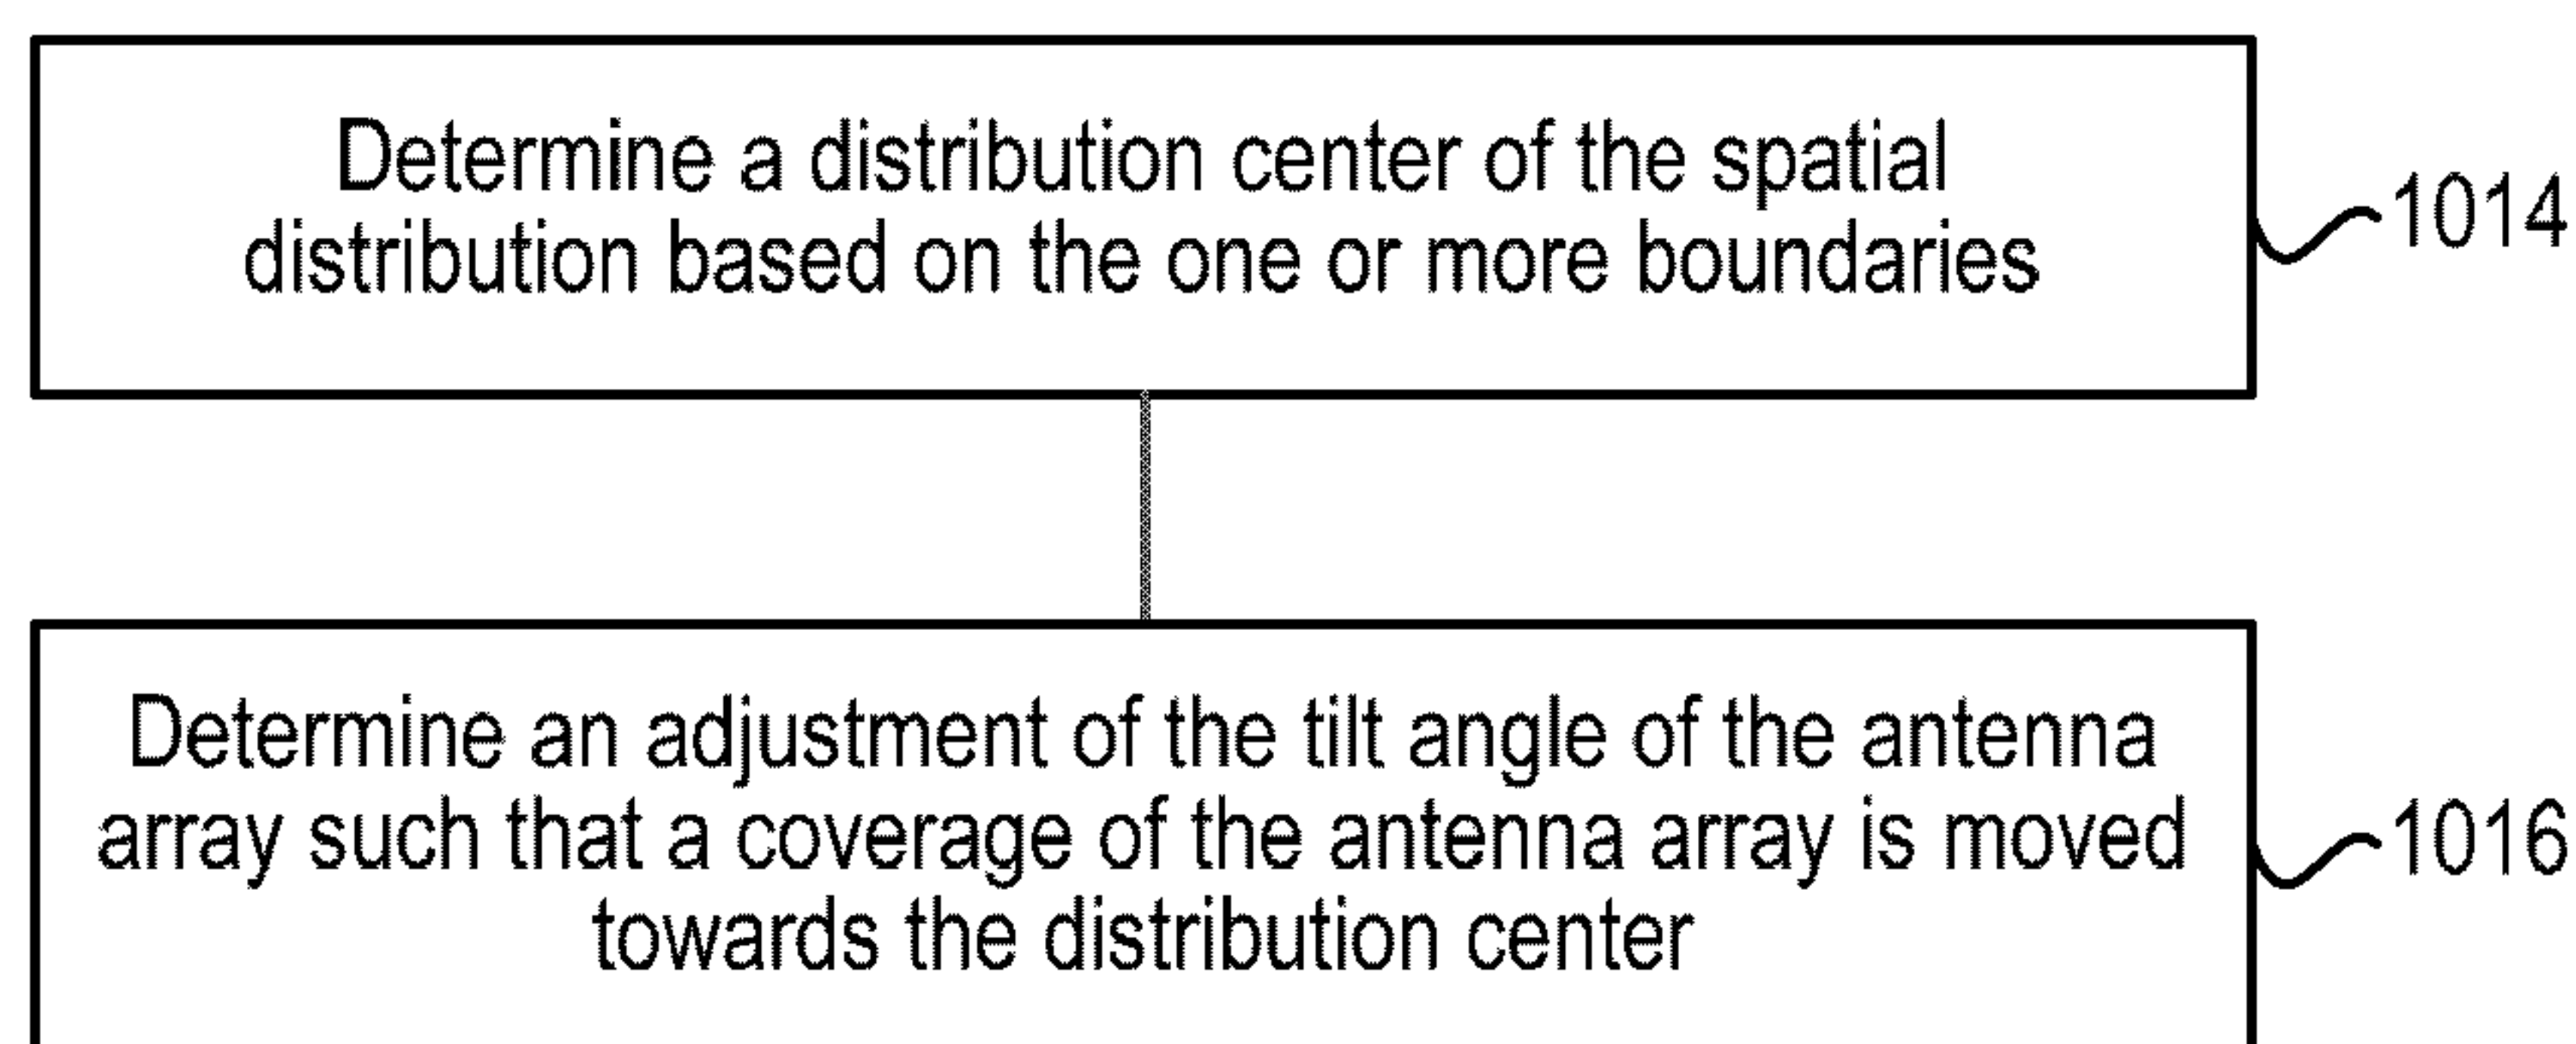 Determine a distribution center of the spatial
distribution based on the one or more boundaries
1014
Determine an adjustment of the tilt angle of the antenna
array such that a coverage of the antenna array is moved
towards the distribution center
1016